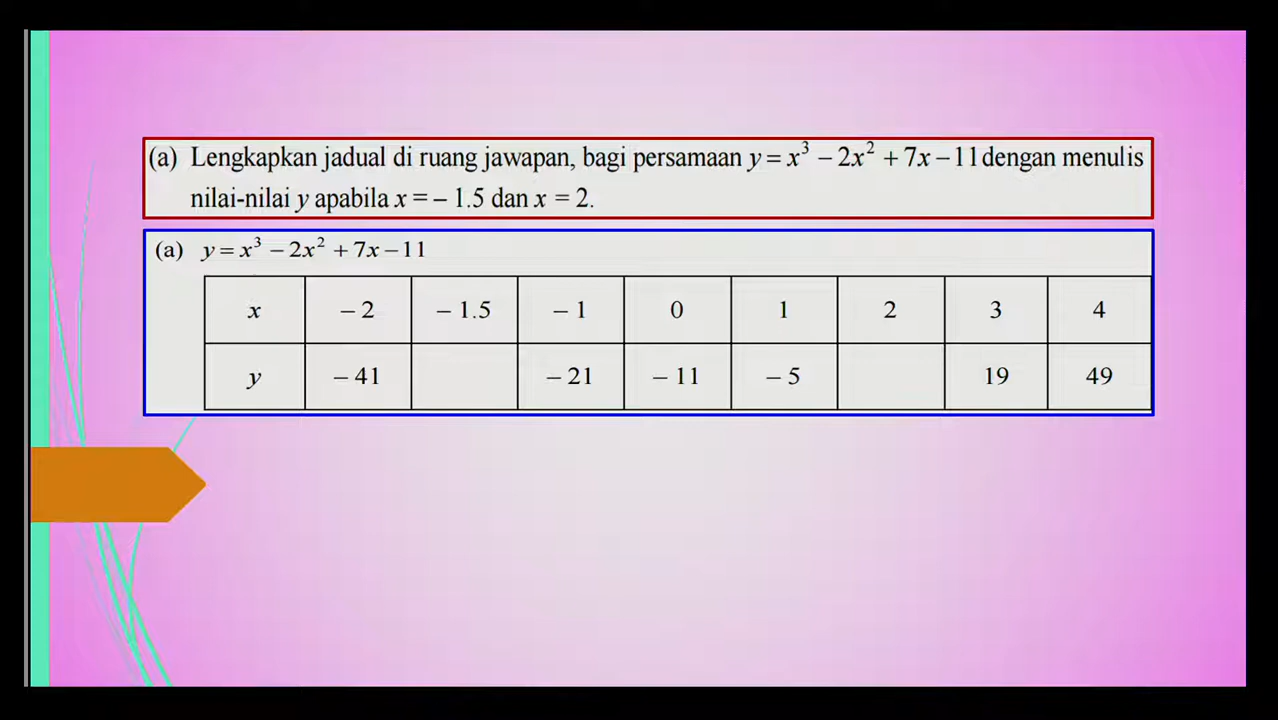 (a) Lengkapkan jadual di ruang jawapan, bagi persamaan y = x³ − 2x² + 7x − 11 dengan menulis
nilai-nilai y apabila x = − 1.5 dan x = 2.
(a) y = x³ − 2x² + 7x − 11
x − 2 − 1.5 − 1 0 1 2 3 4
y − 41 − 21 − 11 − 5 19 49